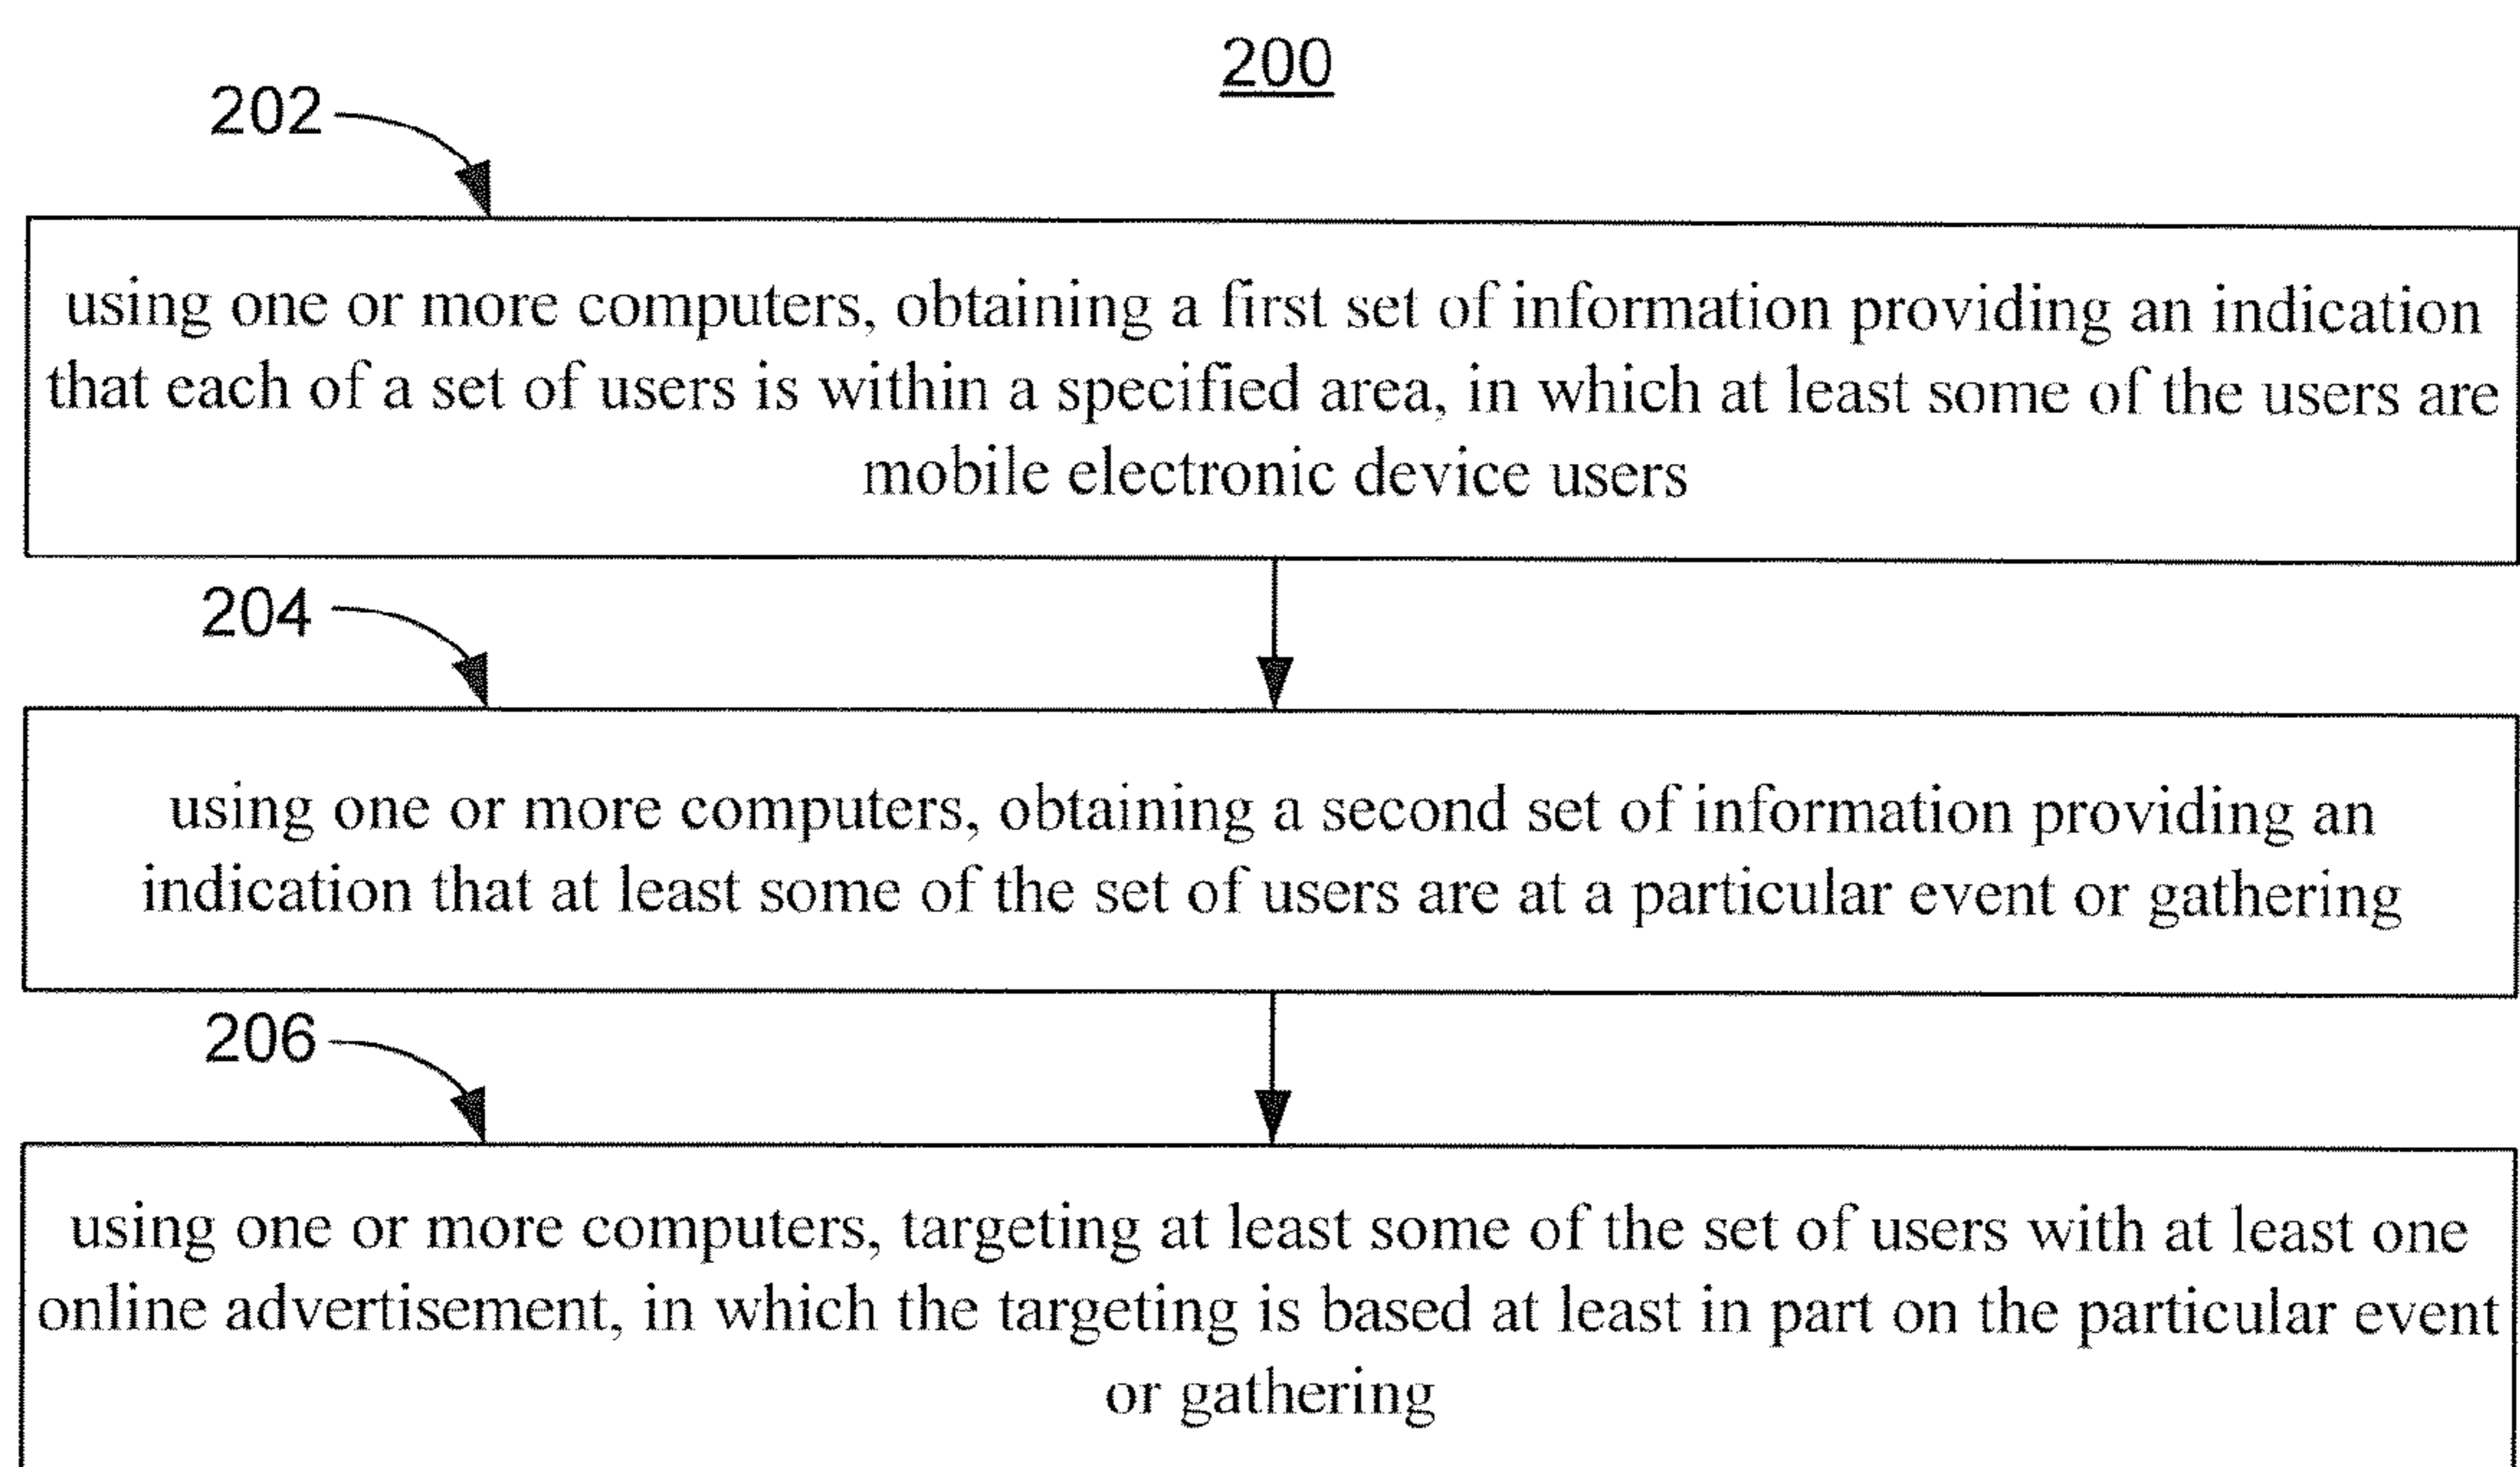 200
202
using one or more computers, obtaining a first set of information providing an indication
that each of a set of users is within a specified area, in which at least some of the users are
mobile electronic device users
204
using one or more computers, obtaining a second set of information providing an
indication that at least some of the set of users are at a particular event or gathering
206
using one or more computers, targeting at least some of the set of users with at least one
online advertisement, in which the targeting is based at least in part on the particular event
or gathering